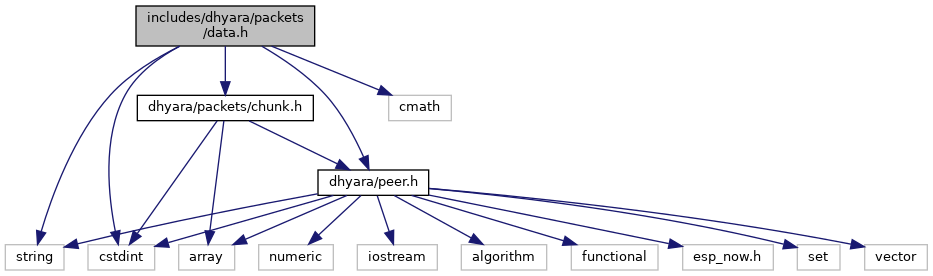 includes/dhyara/packets
/data.h
dhyara/packets/chunk.h
cmath
dhyara/peer.h
string
cstdint
array
numeric
iostream
algorithm
functional
esp_now.h
set
vector